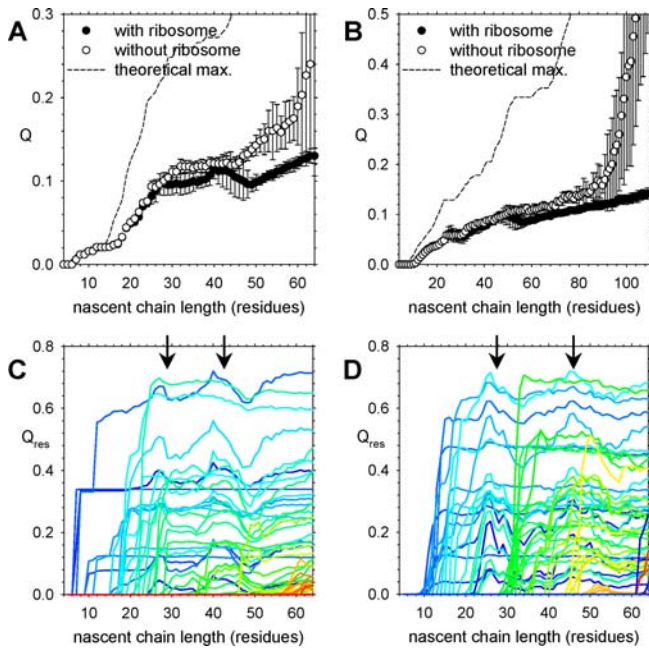 A
with ribosome
without ribosome
theoretical max.
0.3
0.2
0.1
0.0
Q
10 20 30 40 50 60
nascent chain length (residues)
B
with ribosome
without ribosome
theoretical max.
0.5
0.4
0.3
0.2
0.1
0.0
Q
20 40 60 80 100
nascent chain length (residues)
C
0.8
0.6
0.4
0.2
0.0
Qres
10 20 30 40 50 60
nascent chain length (residues)
D
0.8
0.6
0.4
0.2
0.0
Qres
10 20 30 40 50 60
nascent chain length (residues)